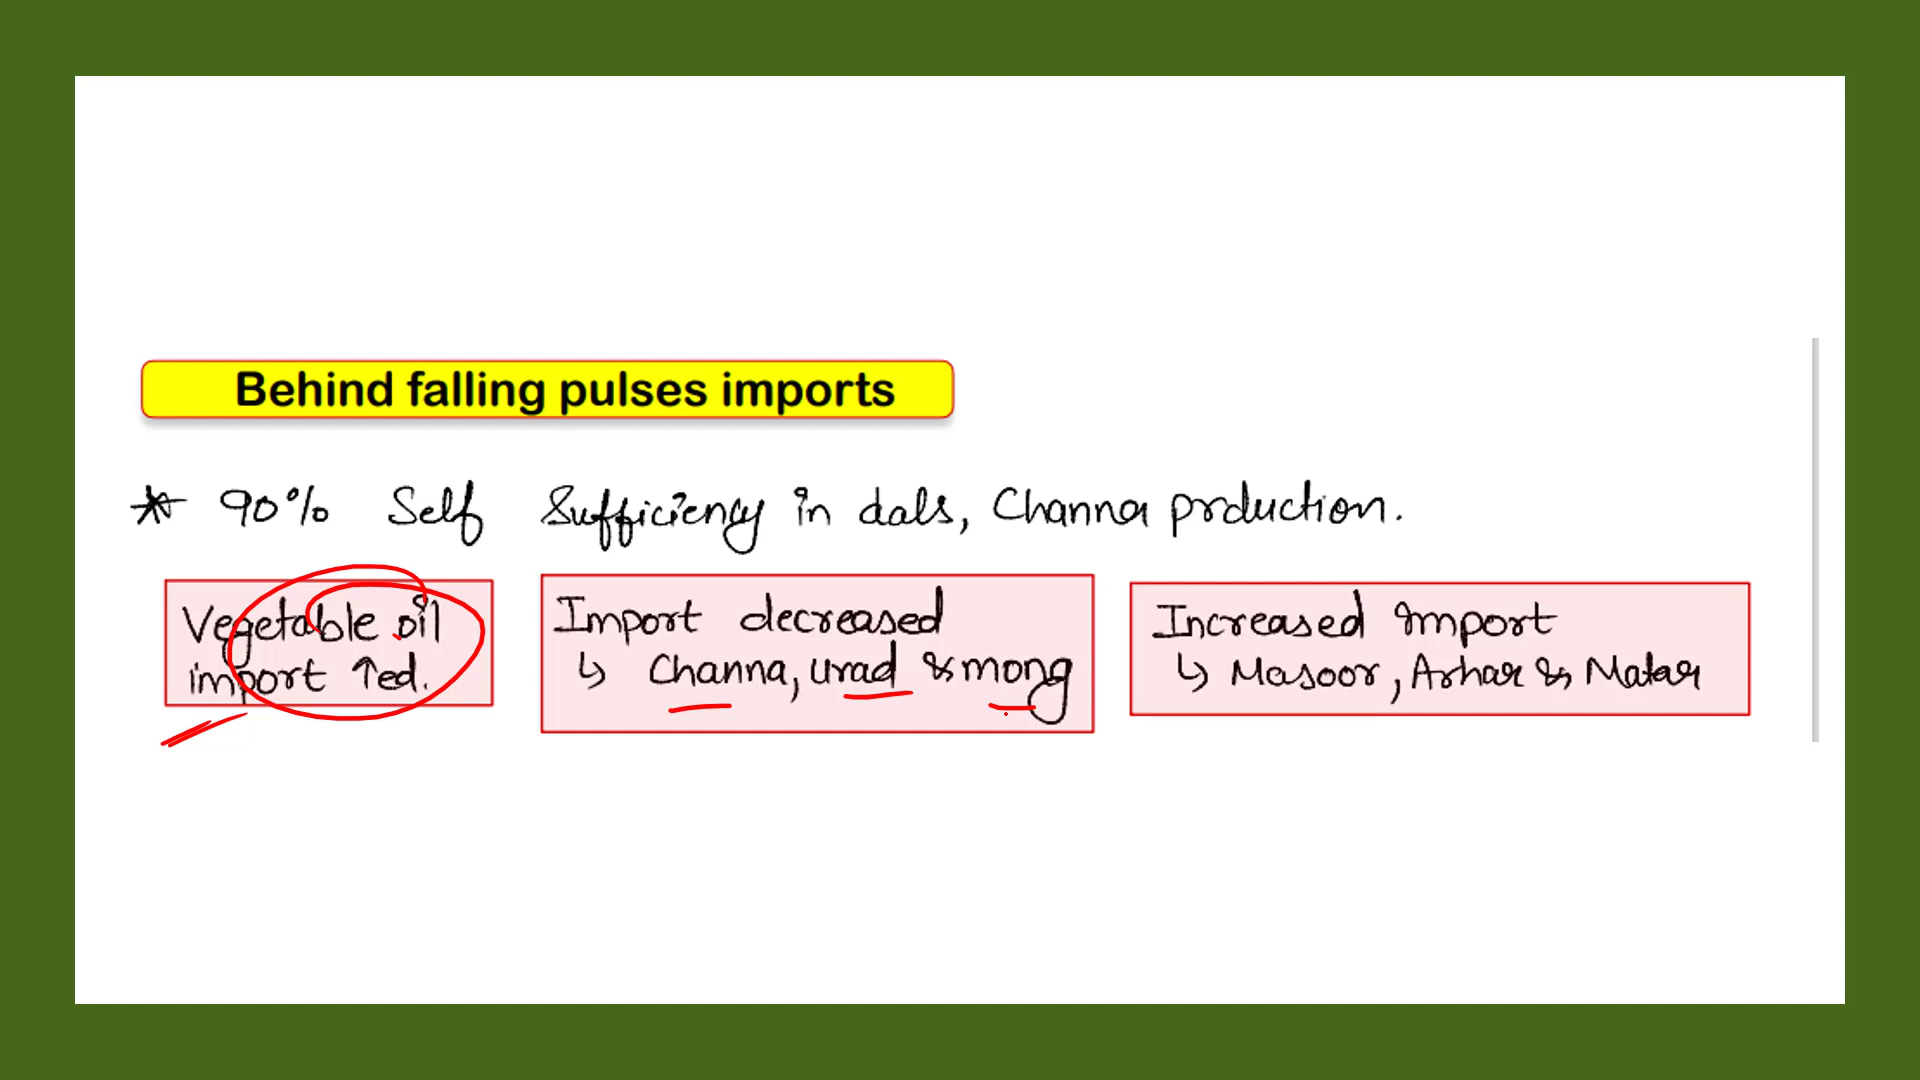 Behind falling pulses imports
* 90% Self Sufficiency in dals, Channa production.
Vegetable oil
import ↑ed.
Import decreased
↳ Channa, Urad & mong
Increased import
↳ Masoor, Arhar & Matar